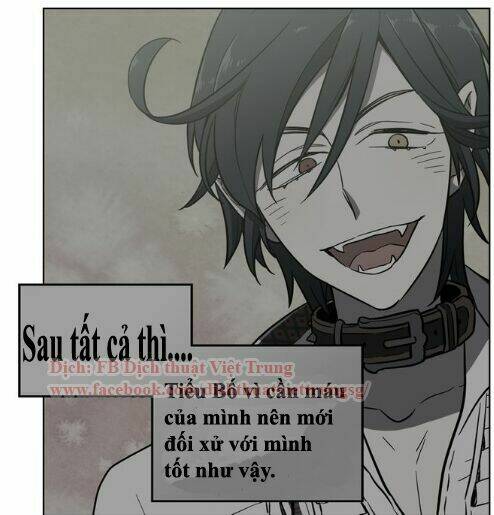 Sau tất cả thì....
Dịch: FB Dịch thuật Việt Trung
Tiểu Bố vì cần máu
của mình nên mới
đối xử với mình
tốt như vậy.